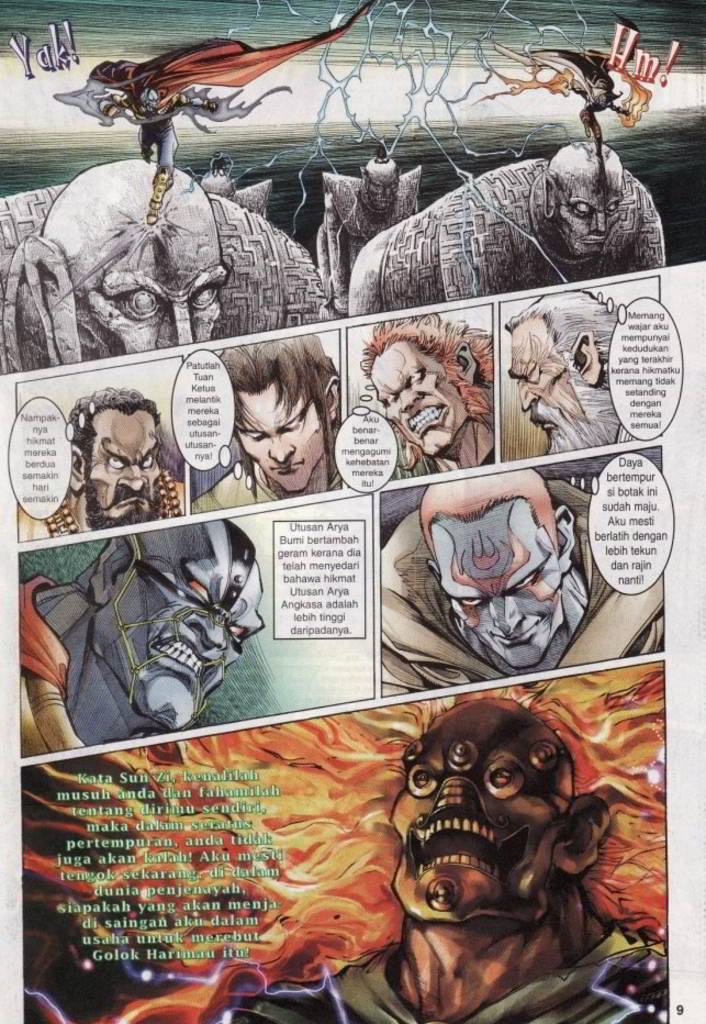 Yak!
Hm!
Nampak-
nya
hikmat
mereka
berdua
semakin
hari
semakin
Patutlah
Tuan
Ketua
melantik
mereka
sebagai
utusan-
utusan-
nya!
Aku
benar-
benar
mengagumi
kehebatan
mereka
itu!
Memang
wajar aku
mempunyai
kedudukan
yang terakhir
kerana hikmatku
memang tidak
setanding
dengan
mereka
semua!
Utusan Arya
Bumi bertambah
geram kerana dia
telah menyedari
bahawa hikmat
Utusan Arya
Angkasa adalah
lebih tinggi
daripadanya.
Daya
bertempur
si botak ini
sudah maju.
Aku mesti
berlatih dengan
lebih tekun
dan rajin
nanti!
Kata Sun Zi, kenalilah
musuh anda dan fahamilah
tentang dirimu sendiri,
maka dalam seratus
pertempuran, anda tidak
juga akan kalah! Aku mesti
tengok sekarang, di dalam
dunia penjenayah,
siapakah yang akan menja-
di saingan aku dalam
usaha untuk merebut
Golok Harimau itu!
9